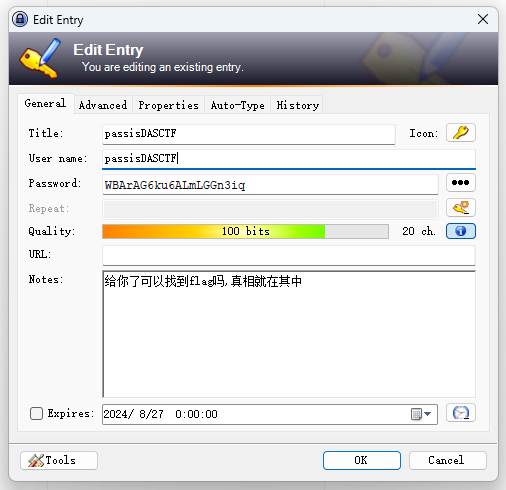 Edit Entry
Edit Entry
You are editing an existing entry.
General Advanced Properties Auto-Type History
Title: passisDASCTF Icon:
User name: passisDASCTF
Password: WBArAG6ku6ALmLGGn3iq
Repeat:
Quality: 100 bits 20 ch.
URL:
Notes: 给你了可以找到flag吗,真相就在其中
Expires: 2024/ 8/27 0:00:00
Tools OK Cancel